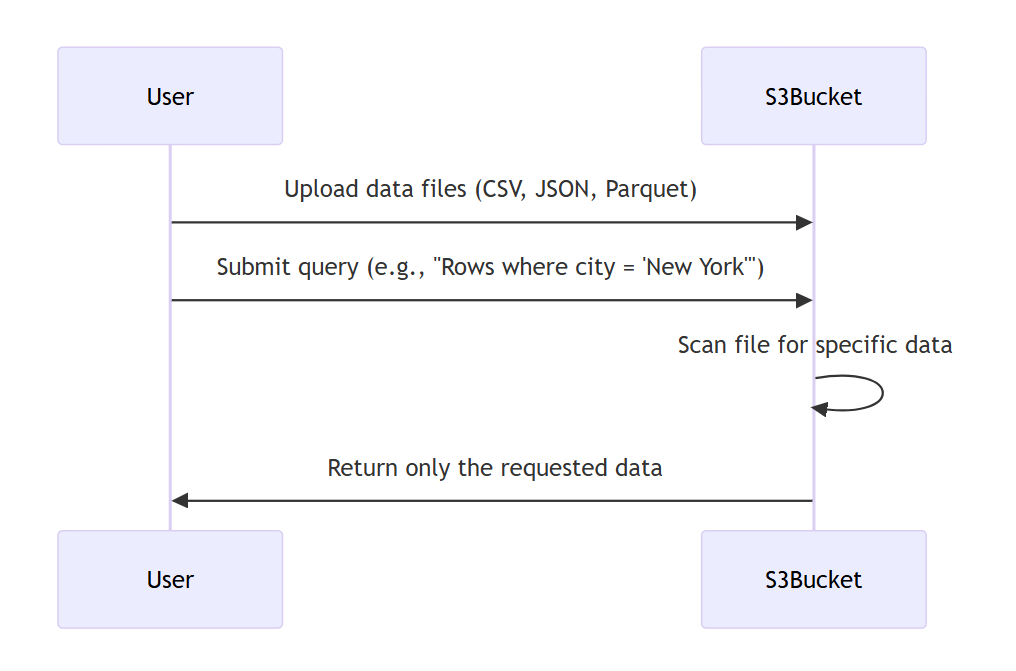 User
S3Bucket
Upload data files (CSV, JSON, Parquet)
Submit query (e.g., "Rows where city = 'New York'")
Scan file for specific data
Return only the requested data
User
S3Bucket